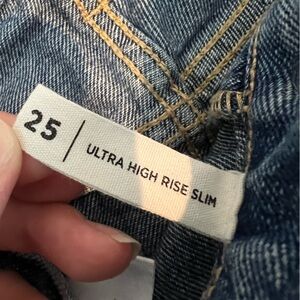 25 | ULTRA HIGH RISE SLIM